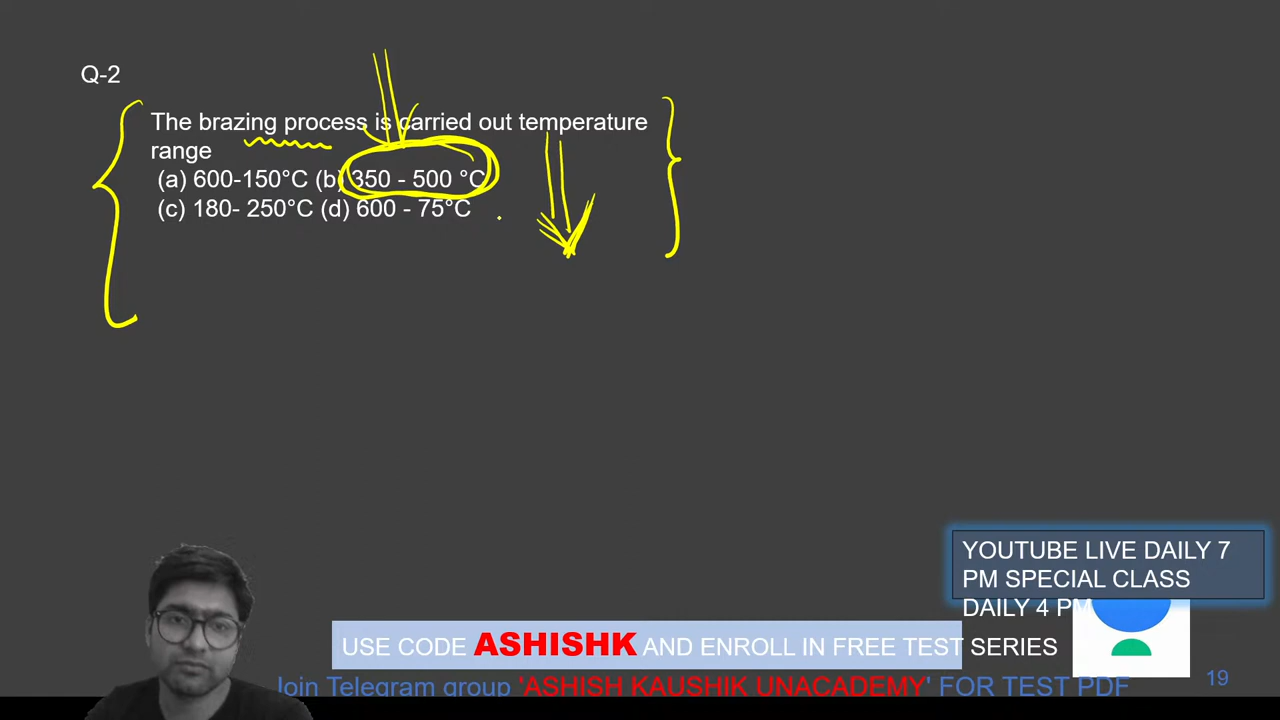 Q-2
The brazing process is carried out temperature
range
(a) 600-150°C (b) 350 - 500 °C
(c) 180- 250°C (d) 600 - 75°C
YOUTUBE LIVE DAILY 7
PM SPECIAL CLASS
DAILY 4 PM
USE CODE ASHISHK AND ENROLL IN FREE TEST SERIES
Join Telegram group 'ASHISH KAUSHIK UNACADEMY' FOR TEST PDF
19